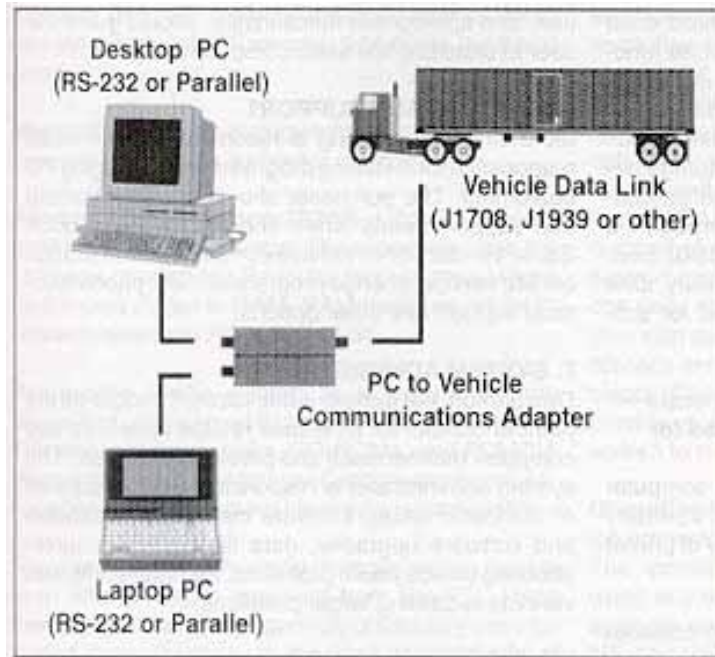 Desktop PC
(RS-232 or Parallel)
Vehicle Data Link
(J1708, J1939 or other)
PC to Vehicle
Communications Adapter
Laptop PC
(RS-232 or Parallel)